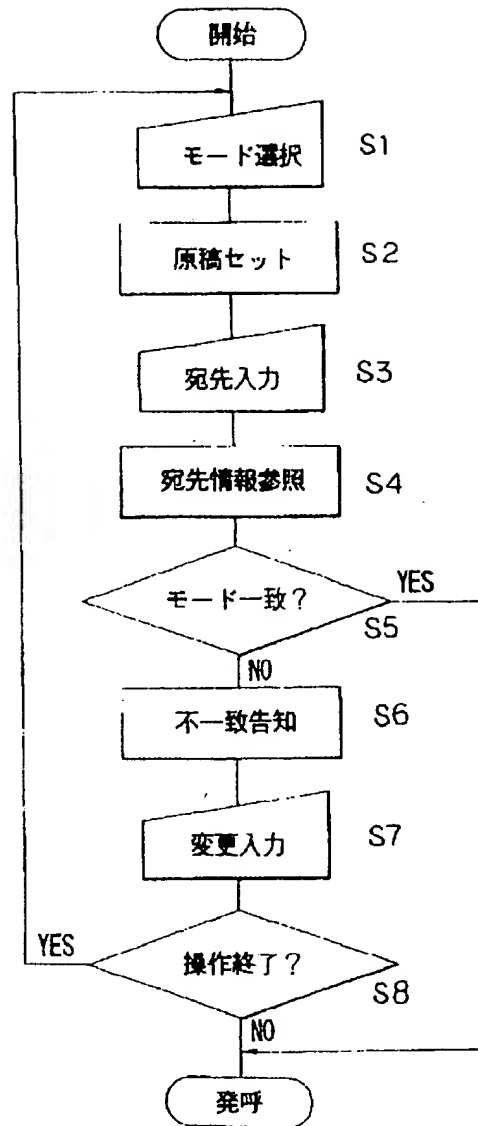 開始
モード選択 S1
原稿セット S2
宛先入力 S3
宛先情報参照 S4
モード一致? YES
S5
NO
不一致告知 S6
変更入力 S7
YES 操作終了?
S8
NO
発呼